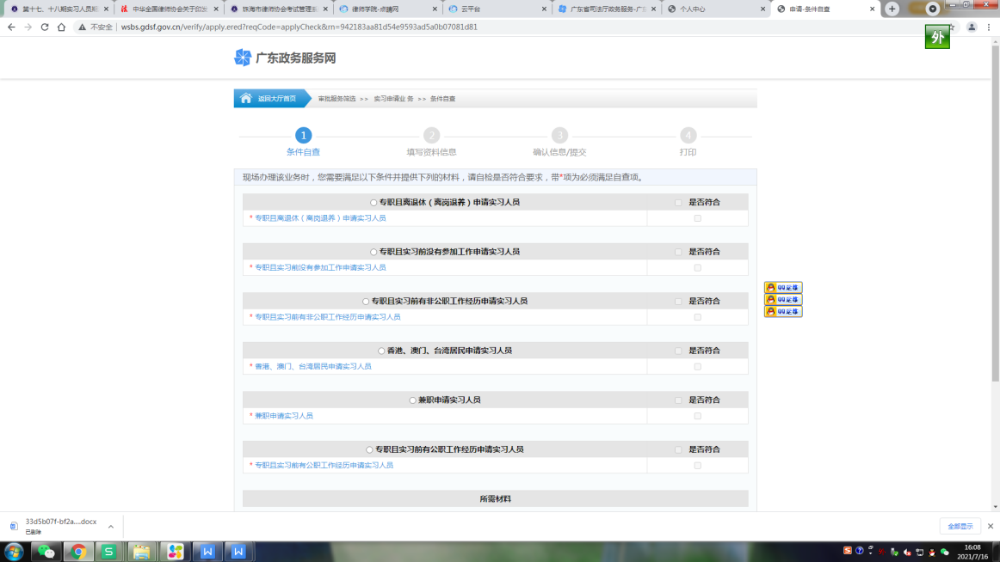 第十七、十八期实习人员
中华全国律师协会关于印发
珠海市律师协会考试管理系
律师学院-点睛网
云平台
广东省司法厅政务服务-广东
个人中心
申请-条件自查
不安全 | wsbs.gdsf.gov.cn/verify/apply.ered?reqCode=applyCheck&rn=942183aa81d54e9593ad5a0b07081d81
外
广东政务服务网
返回大厅首页 审批服务筛选 >> 实习申请业 务 >> 条件自查
1 2 3 4
条件自查 填写资料信息 确认信息/提交 打印
现场办理该业务时，您需要满足以下条件并提供下列的材料，请自检是否符合要求，带*项为必须满足自查项。
专职且离退休（离岗退养）申请实习人员 是否符合
* 专职且离退休（离岗退养）申请实习人员
专职且实习前没有参加工作申请实习人员 是否符合
* 专职且实习前没有参加工作申请实习人员
QQ交谈
QQ交谈
QQ交谈
专职且实习前有非公职工作经历申请实习人员 是否符合
* 专职且实习前有非公职工作经历申请实习人员
香港、澳门、台湾居民申请实习人员 是否符合
* 香港、澳门、台湾居民申请实习人员
兼职申请实习人员 是否符合
* 兼职申请实习人员
专职且实习前有公职工作经历申请实习人员 是否符合
* 专职且实习前有公职工作经历申请实习人员
所需材料
33d5b07f-bf2a....docx
已删除
全部显示
16:08
2021/7/16